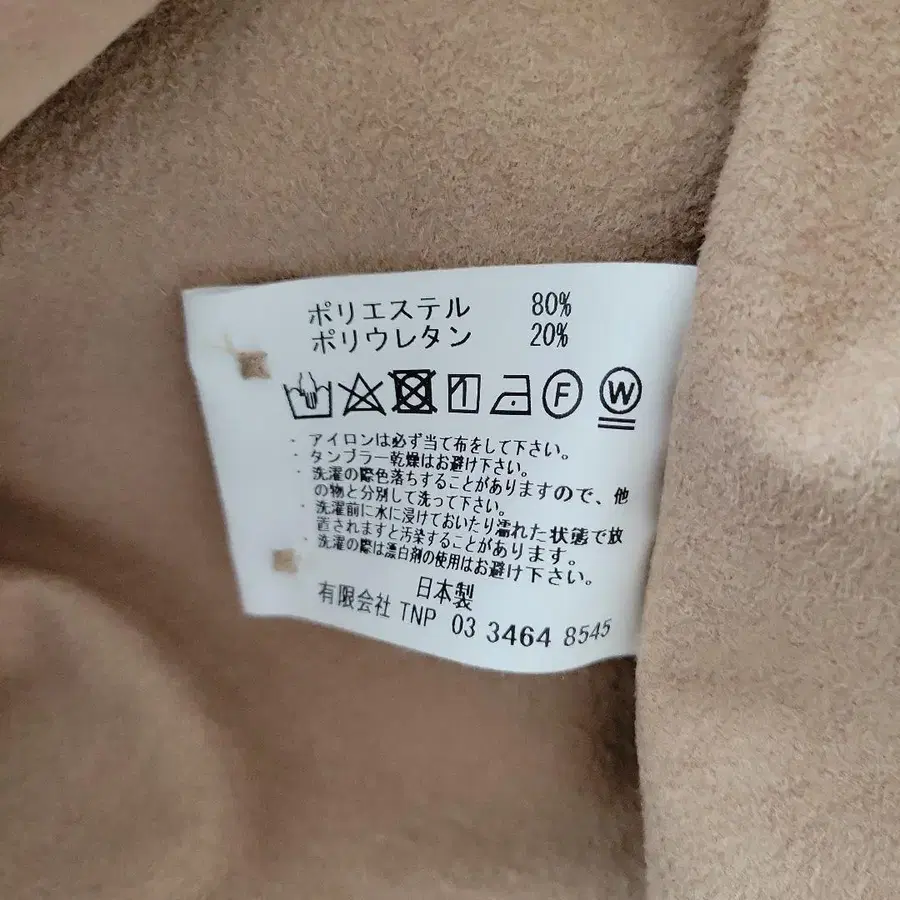 ポリエステル 80%
ポリウレタン 20%
F W
・アイロンは必ず当て布をして下さい。
・タンブラー乾燥はお避け下さい。
・洗濯の際色落ちすることがありますので、他
の物と分別して洗って下さい。
・洗濯前に水に浸けておいたり濡れた状態で放
置されますと汚染することがあります。
・洗濯の際は漂白剤の使用はお避け下さい。
日本製
有限会社 TNP 03 3464 8545